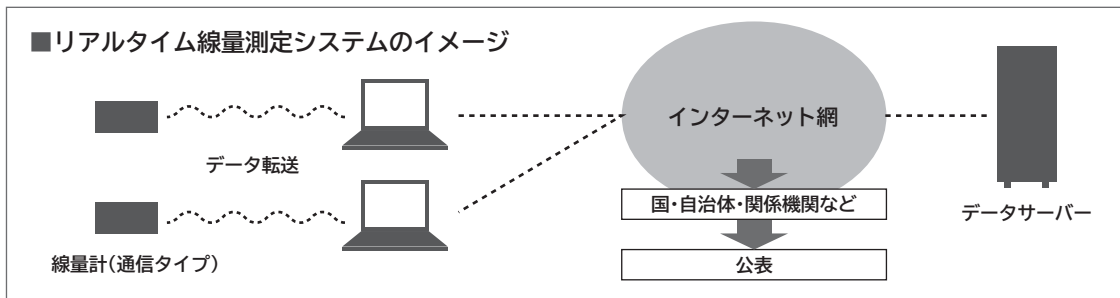 ■リアルタイム線量測定システムのイメージ
データ転送
線量計(通信タイプ)
インターネット網
国・自治体・関係機関など
公表
データサーバー